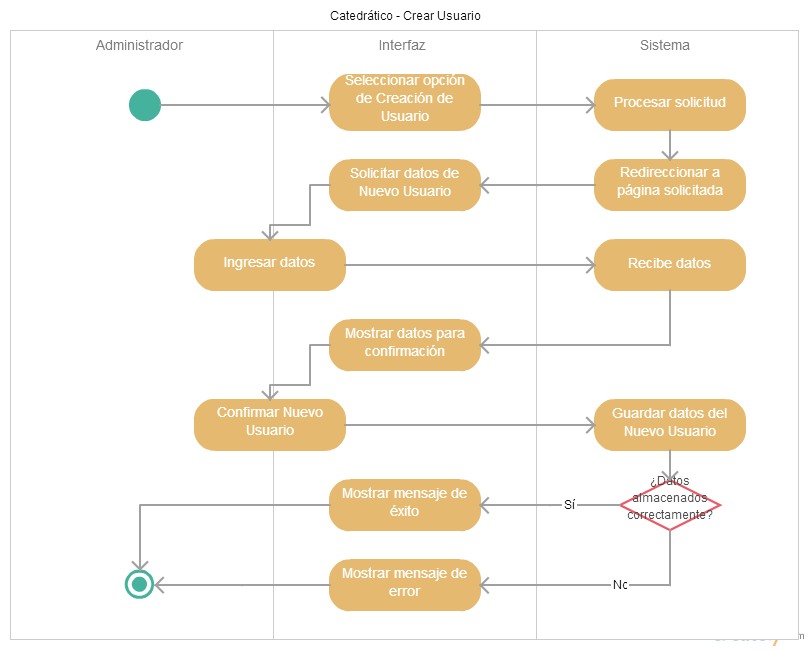 Catedrático - Crear Usuario
Administrador
Interfaz
Sistema
Seleccionar opción
de Creación de
Usuario
Procesar solicitud
Solicitar datos de
Nuevo Usuario
Redireccionar a
página solicitada
Ingresar datos
Recibe datos
Mostrar datos para
confirmación
Confirmar Nuevo
Usuario
Guardar datos del
Nuevo Usuario
¿Datos
almacenados
correctamente?
Sí
Mostrar mensaje de
éxito
No
Mostrar mensaje de
error